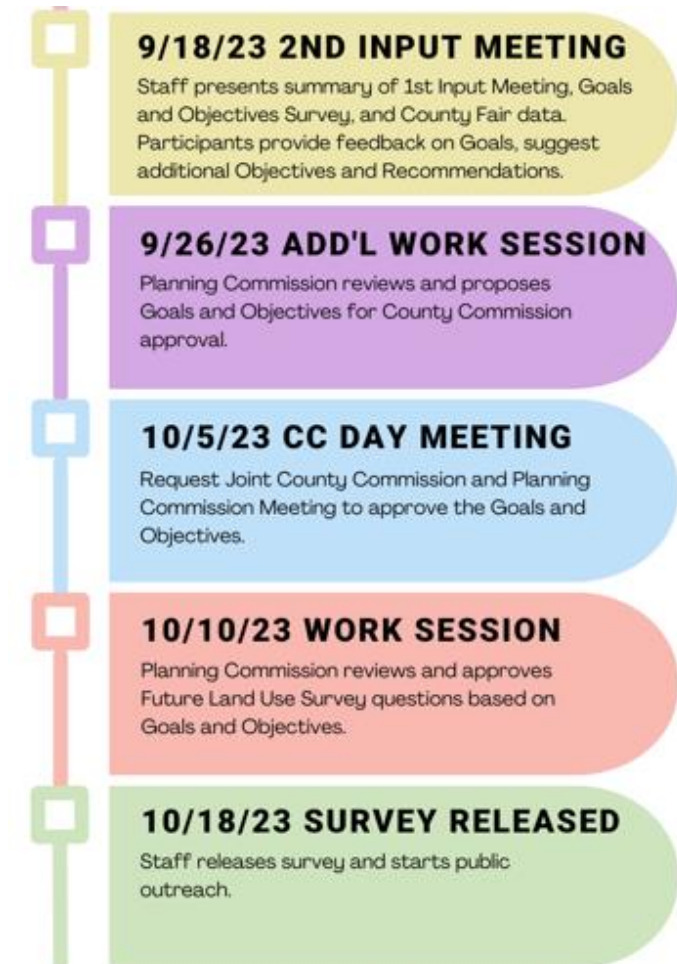 9/18/23 2ND INPUT MEETING
Staff presents summary of 1st Input Meeting, Goals
and Objectives Survey, and County Fair data.
Participants provide feedback on Goals, suggest
additional Objectives and Recommendations.
9/26/23 ADD'L WORK SESSION
Planning Commission reviews and proposes
Goals and Objectives for County Commission
approval.
10/5/23 CC DAY MEETING
Request Joint County Commission and Planning
Commission Meeting to approve the Goals and
Objectives.
10/10/23 WORK SESSION
Planning Commission reviews and approves
Future Land Use Survey questions based on
Goals and Objectives.
10/18/23 SURVEY RELEASED
Staff releases survey and starts public
outreach.